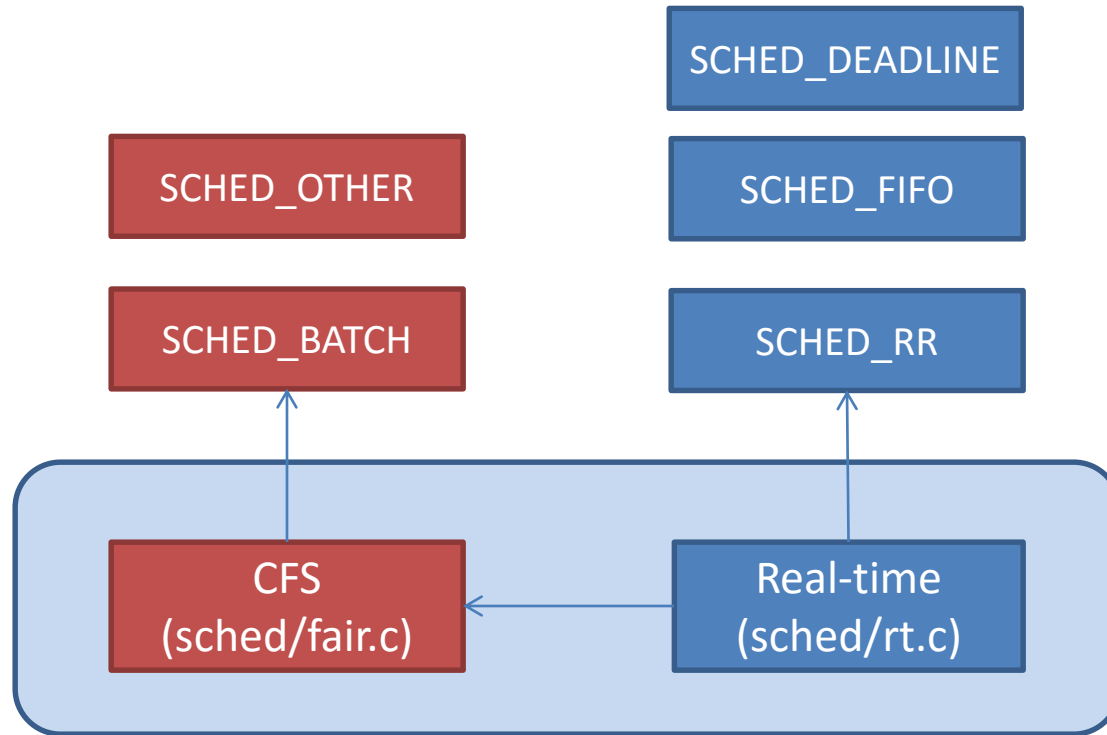 SCHED_DEADLINE
SCHED_OTHER
SCHED_FIFO
SCHED_BATCH
SCHED_RR
CFS
(sched/fair.c)
Real-time
(sched/rt.c)